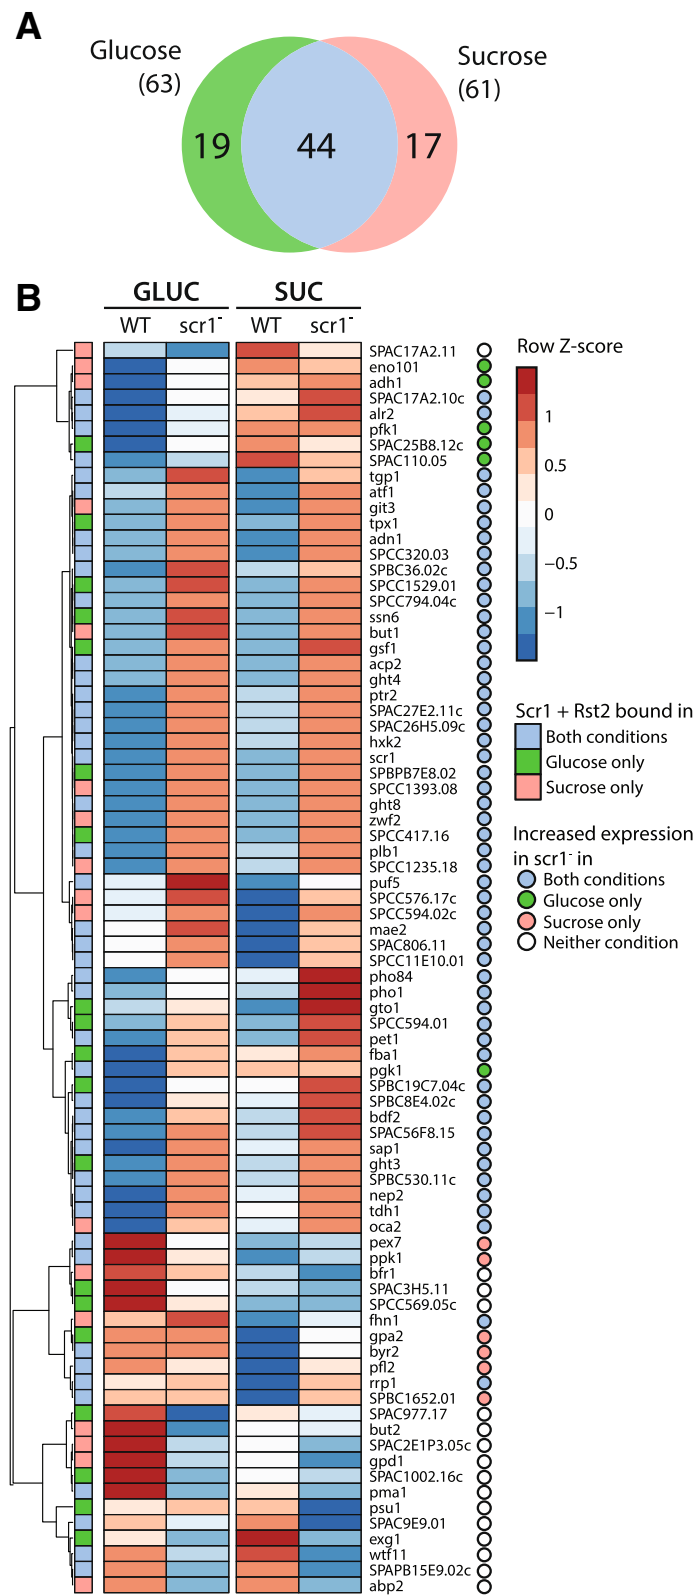 A
Glucose
(63)
Sucrose
(61)
19
44
17
B
GLUC
SUC
WT
scr1-
WT
scr1-
SPAC17A2.11
eno101
adh1
SPAC17A2.10c
alr2
pfk1
SPAC25B8.12c
SPAC110.05
tgp1
atf1
git3
tpx1
adn1
SPCC320.03
SPBC36.02c
SPCC1529.01
SPCC794.04c
ssn6
but1
gsf1
acp2
ght4
ptr2
SPAC27E2.11c
SPAC26H5.09c
hxk2
scr1
SPBPB7E8.02
SPCC1393.08
ght8
zwf2
SPCC417.16
plb1
SPCC1235.18
puf5
SPCC576.17c
SPCC594.02c
mae2
SPAC806.11
SPCC11E10.01
pho84
pho1
gto1
SPCC594.01
pet1
fba1
pgk1
SPBC19C7.04c
SPBC8E4.02c
bdf2
SPAC56F8.15
sap1
ght3
SPBC530.11c
nep2
tdh1
oca2
pex7
ppk1
bfr1
SPAC3H5.11
SPCC569.05c
fhn1
gpa2
byr2
pfl2
rrp1
SPBC1652.01
SPAC977.17
but2
SPAC2E1P3.05c
gpd1
SPAC1002.16c
pma1
psu1
SPAC9E9.01
exg1
wtf11
SPAPB15E9.02c
abp2
Row Z-score
1
0.5
0
−0.5
−1
Scr1 + Rst2 bound in
Both conditions
Glucose only
Sucrose only
Increased expression
in scr1- in
Both conditions
Glucose only
Sucrose only
Neither condition